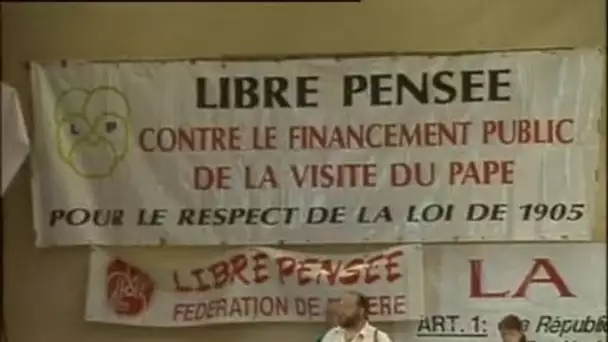 LIBRE PENSEE
L P
CONTRE LE FINANCEMENT PUBLIC
DE LA VISITE DU PAPE
POUR LE RESPECT DE LA LOI DE 1905
LIBRE PENSEE
FEDERATION DE
LA
ART. 1: La République